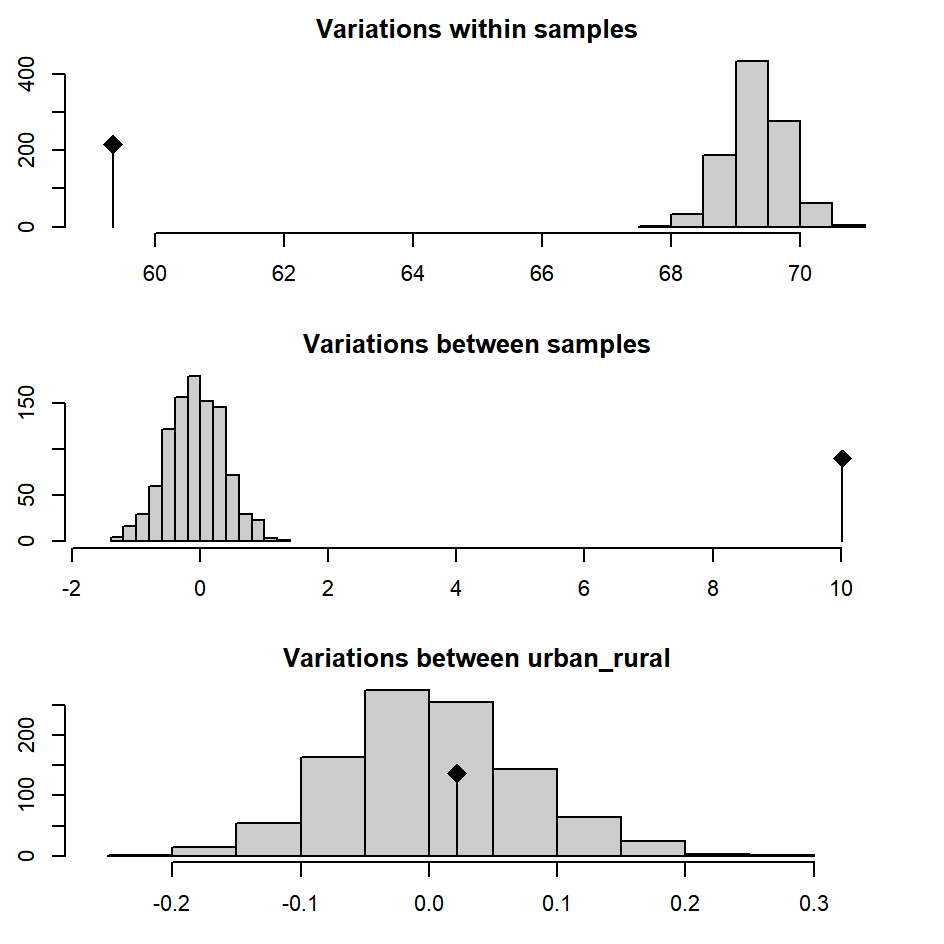 Variations within samples
400
200
0
60 62 64 66 68 70
Variations between samples
150
50
0
-2 0 2 4 6 8 10
Variations between urban_rural
200
100
0
-0.2 -0.1 0.0 0.1 0.2 0.3